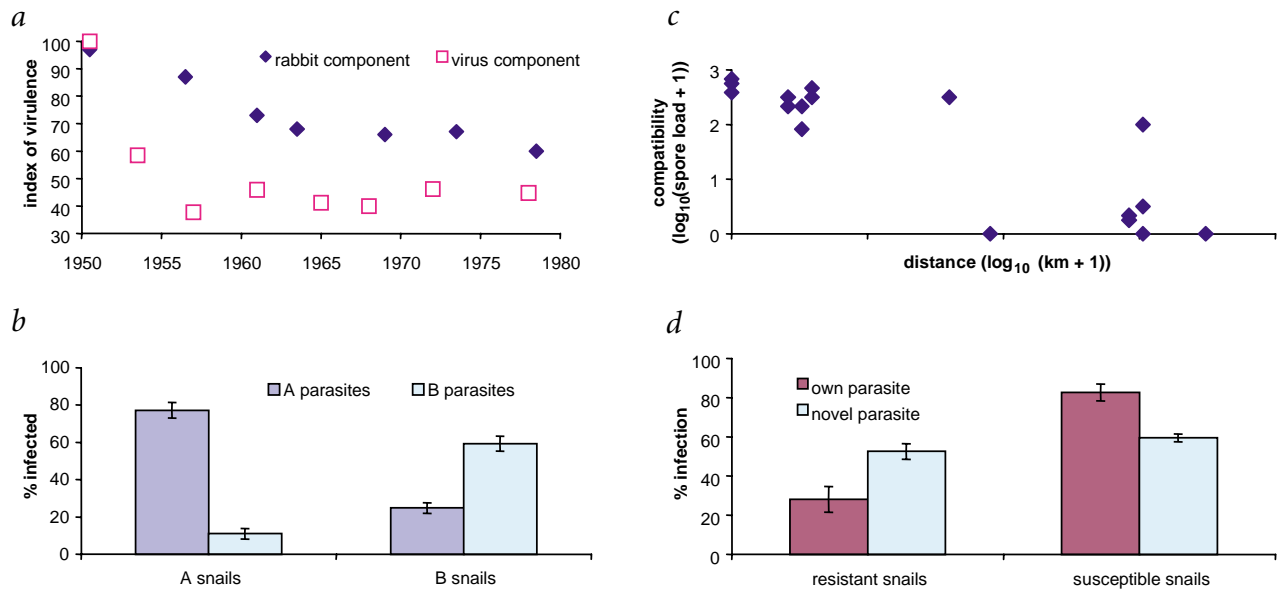 a
index of virulence
100
90
80
70
60
50
40
30
rabbit component
virus component
1950 1955 1960 1965 1970 1975 1980
b
% infected
100
80
60
40
20
0
A parasites
B parasites
A snails
B snails
c
compatibility
(log10(spore load + 1))
3
2
1
0
distance (log10 (km + 1))
d
% infection
100
80
60
40
20
0
own parasite
novel parasite
resistant snails
susceptible snails